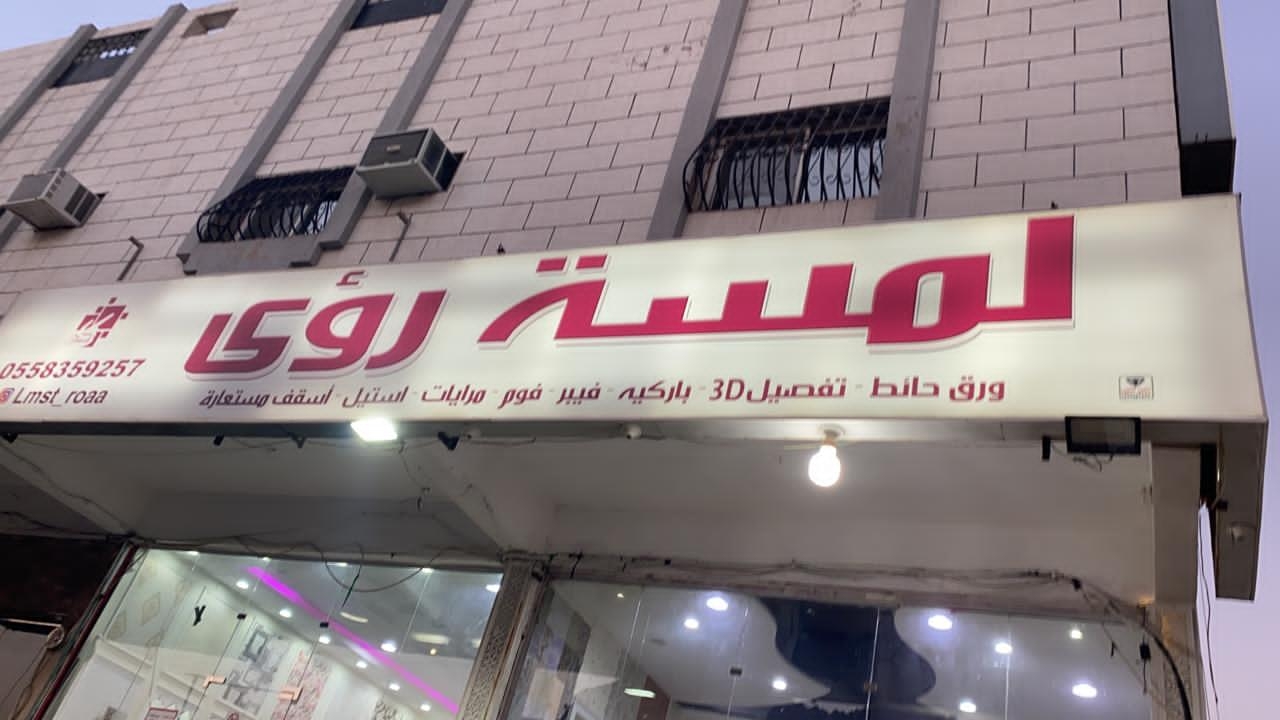 لمسة رؤى
ورق حائط - تفصيل 3D - باركيه - فيبر - فوم - مرايات - استيل - أسقف مستعارة
0558359257
Lmst_roaa